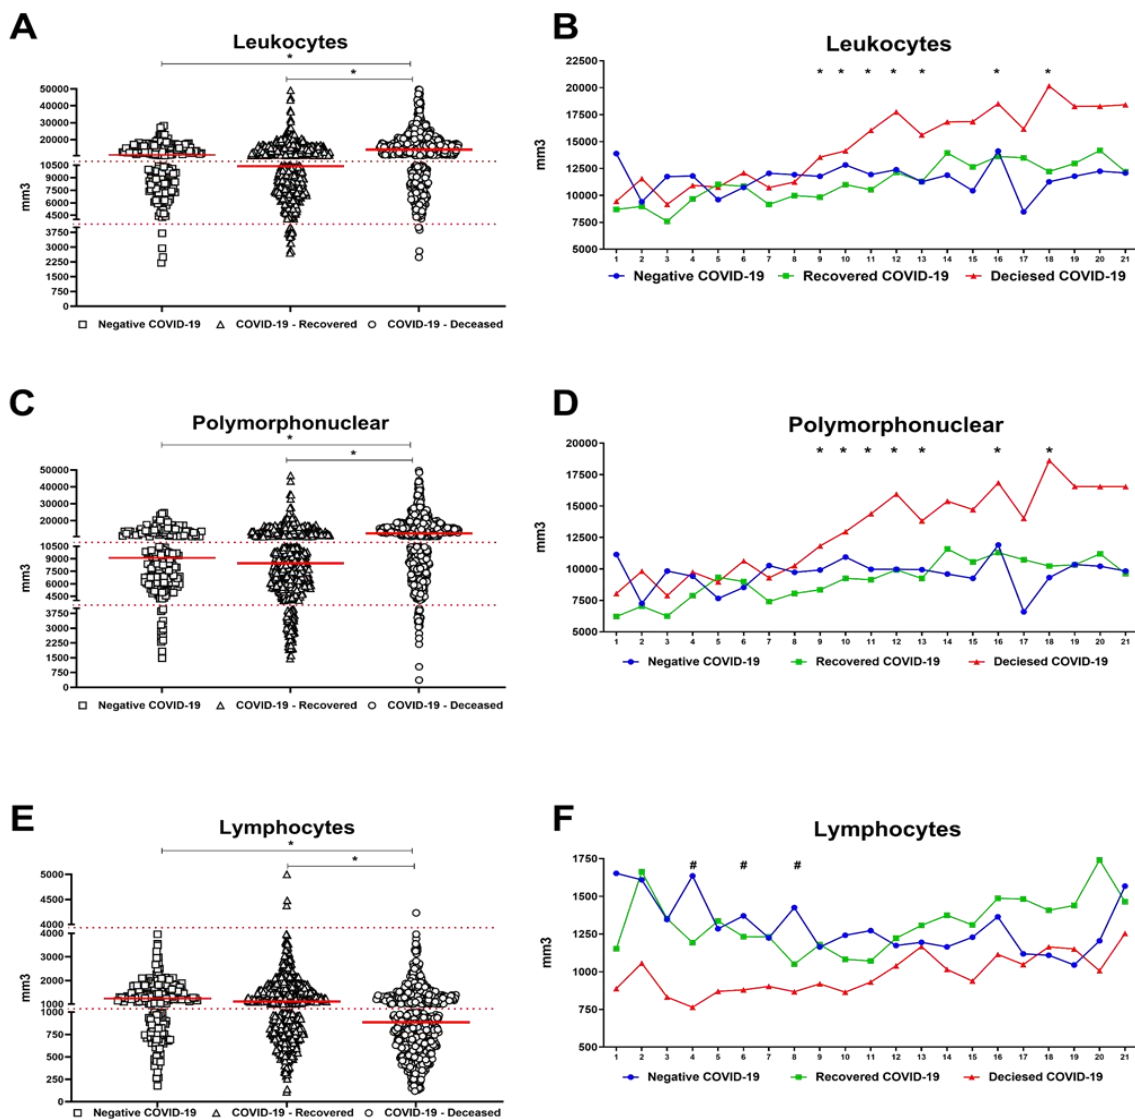 A
Leukocytes
*
*
50000
40000
30000
20000
10000
10500
9000
7500
6000
4500
3750
3000
2250
1500
750
0
mm3
Negative COVID-19 COVID-19 - Recovered COVID-19 - Deceased
B
Leukocytes
* * * * * * *
22500
20000
17500
15000
12500
10000
7500
5000
mm3
1 2 3 4 5 6 7 8 9 10 11 12 13 14 15 16 17 18 19 20 21
Negative COVID-19 Recovered COVID-19 Deciesed COVID-19
C
Polymorphonuclear
*
*
50000
40000
30000
20000
10000
10500
9000
7500
6000
4500
3750
3000
2250
1500
750
0
mm3
Negative COVID-19 COVID-19 - Recovered COVID-19 - Deceased
D
Polymorphonuclear
* * * * * * *
20000
17500
15000
12500
10000
7500
5000
mm3
1 2 3 4 5 6 7 8 9 10 11 12 13 14 15 16 17 18 19 20 21
Negative COVID-19 Recovered COVID-19 Deciesed COVID-19
E
Lymphocytes
*
*
5000
4500
4000
4000
3000
2000
1000
1000
750
500
250
0
mm3
Negative COVID-19 COVID-19 - Recovered COVID-19 - Deceased
F
Lymphocytes
# # #
1750
1500
1250
1000
750
500
mm3
1 2 3 4 5 6 7 8 9 10 11 12 13 14 15 16 17 18 19 20 21
Negative COVID-19 Recovered COVID-19 Deciesed COVID-19